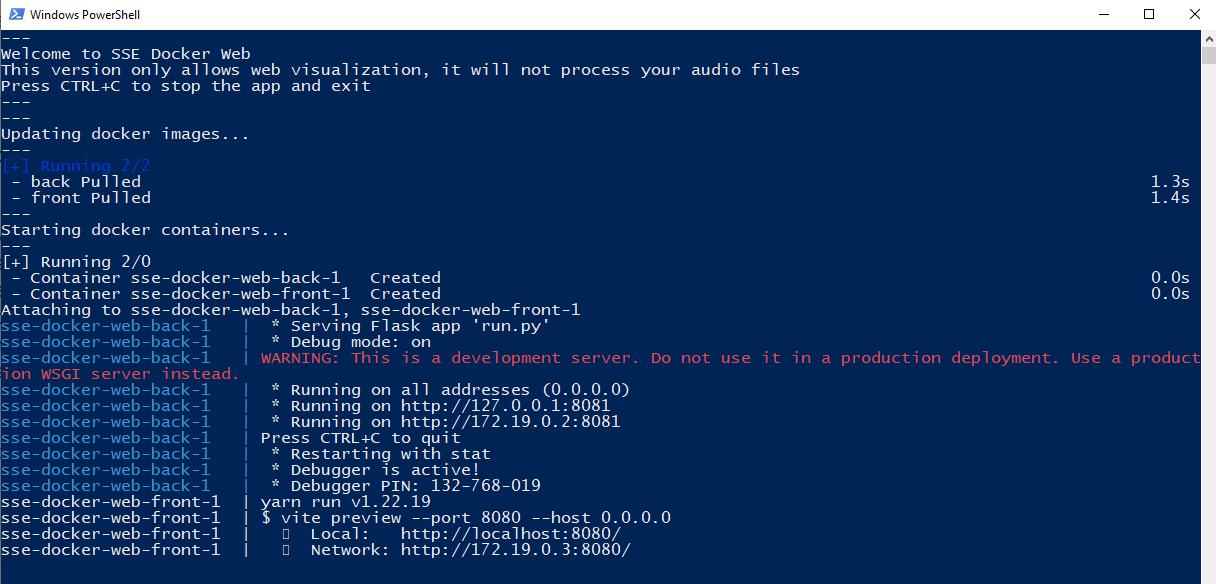 Windows PowerShell
---
Welcome to SSE Docker Web
This version only allows web visualization, it will not process your audio files
Press CTRL+C to stop the app and exit
---
---
Updating docker images...
---
[+] Running 2/2
 - back Pulled 1.3s
 - front Pulled 1.4s
---
Starting docker containers...
---
[+] Running 2/0
 - Container sse-docker-web-back-1   Created 0.0s
 - Container sse-docker-web-front-1  Created 0.0s
Attaching to sse-docker-web-back-1, sse-docker-web-front-1
sse-docker-web-back-1   |  * Serving Flask app 'run.py'
sse-docker-web-back-1   |  * Debug mode: on
sse-docker-web-back-1   | WARNING: This is a development server. Do not use it in a production deployment. Use a product
ion WSGI server instead.
sse-docker-web-back-1   |  * Running on all addresses (0.0.0.0)
sse-docker-web-back-1   |  * Running on http://127.0.0.1:8081
sse-docker-web-back-1   |  * Running on http://172.19.0.2:8081
sse-docker-web-back-1   | Press CTRL+C to quit
sse-docker-web-back-1   |  * Restarting with stat
sse-docker-web-back-1   |  * Debugger is active!
sse-docker-web-back-1   |  * Debugger PIN: 132-768-019
sse-docker-web-front-1  | yarn run v1.22.19
sse-docker-web-front-1  | $ vite preview --port 8080 --host 0.0.0.0
sse-docker-web-front-1  |   ▯  Local:   http://localhost:8080/
sse-docker-web-front-1  |   ▯  Network: http://172.19.0.3:8080/